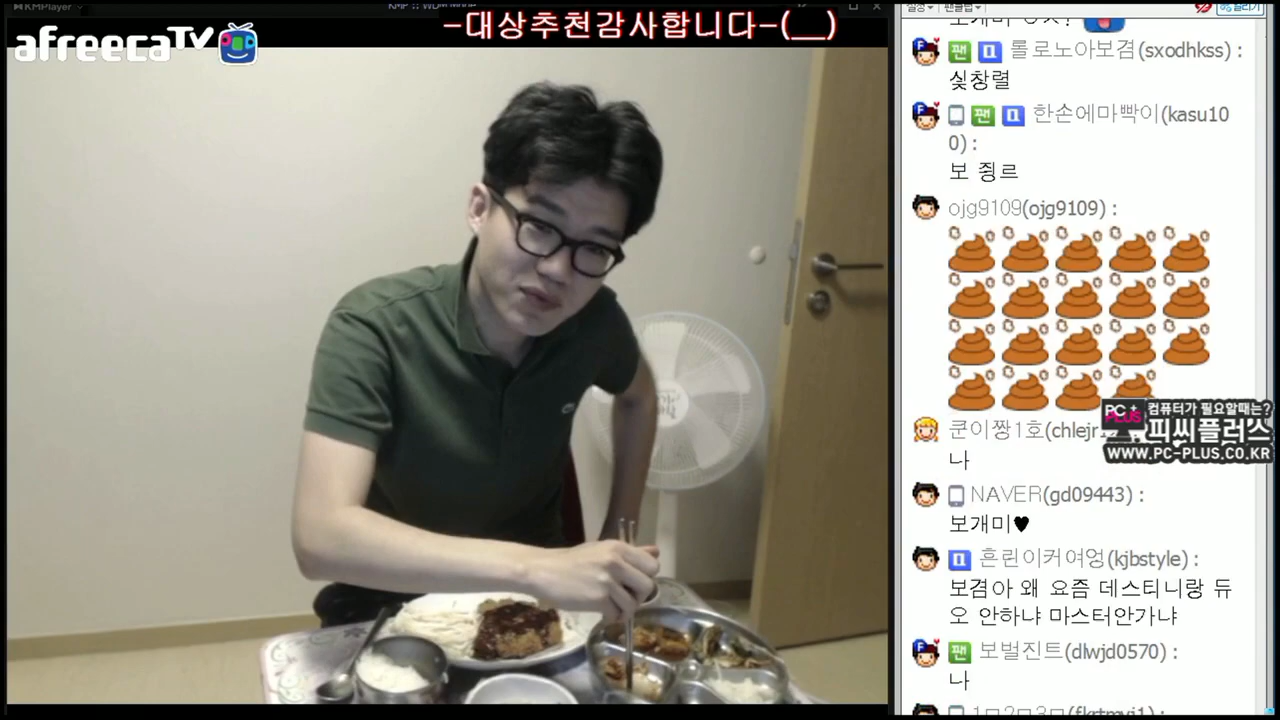 KMPlayer
-대상추천감사합니다-(__)
afreecaTV
롤로노아보겸(sxodhkss) :
싳창렬
한손에마빡이(kasu10
0) :
보 죙르
ojg9109(ojg9109) :
쿤이짱1호(chlejr
나
PC+ 컴퓨터가 필요할때는?
PLUS 피씨플러스
WWW.PC-PLUS.CO.KR
NAVER(gd09443) :
보개미♥
흔린이커여엉(kjbstyle) :
보겸아 왜 요즘 데스티니랑 듀
오 안하냐 마스터안가냐
보벌진트(dlwjd0570) :
나